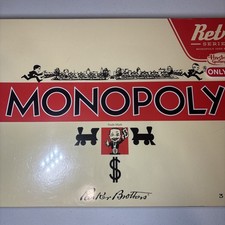 Retro
SERIES
ONLY
MONOPOLY
$
Parker Brothers